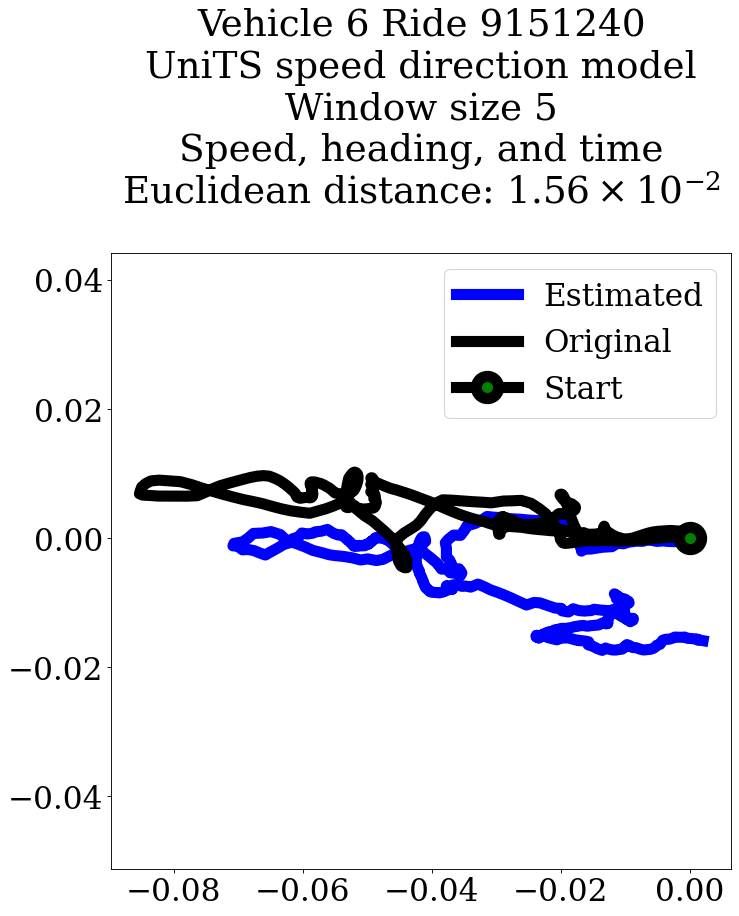 Vehicle 6 Ride 9151240
UniTS speed direction model
Window size 5
Speed, heading, and time
Euclidean distance: $1.56 \times 10^{-2}$
0.04
0.02
0.00
−0.02
−0.04
Estimated
Original
Start
−0.08 −0.06 −0.04 −0.02 0.00